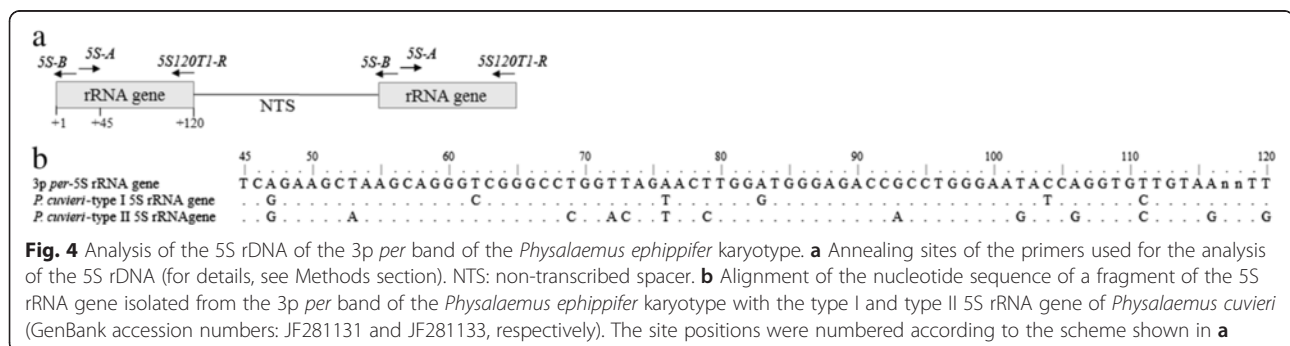 a
5S-B 5S-A 5S120T1-R 5S-B 5S-A 5S120T1-R
rRNA gene NTS rRNA gene
+1 +45 +120
b
45 50 60 70 80 90 100 110 120
3p per-5S rRNA gene TCAGAAGCTAAGCAGGGTCGGGCCTGGTTAGAACTTGGATGGGAGACCGCCTGGGAATACCAGGTGTTGTAAnnTT
P. cuvieri-type I 5S rRNA gene ..G..............C.............T......G....................T......C.........
P. cuvieri-type II 5S rRNAgene ..G.....A...............G..AC..T..C.............A........G...G....C....G...G
Fig. 4 Analysis of the 5S rDNA of the 3p per band of the Physalaemus ephippifer karyotype. a Annealing sites of the primers used for the analysis
of the 5S rDNA (for details, see Methods section). NTS: non-transcribed spacer. b Alignment of the nucleotide sequence of a fragment of the 5S
rRNA gene isolated from the 3p per band of the Physalaemus ephippifer karyotype with the type I and type II 5S rRNA gene of Physalaemus cuvieri
(GenBank accession numbers: JF281131 and JF281133, respectively). The site positions were numbered according to the scheme shown in a